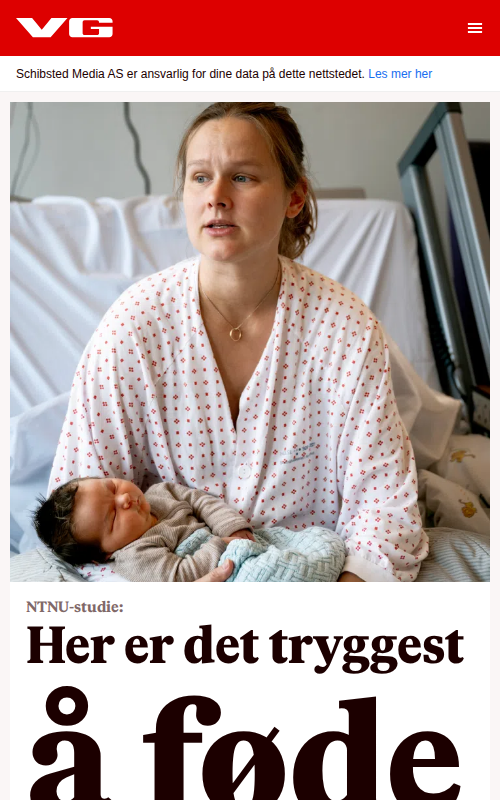 VG
Schibsted Media AS er ansvarlig for dine data på dette nettstedet. Les mer her
NTNU-studie:
Her er det tryggest
å føde